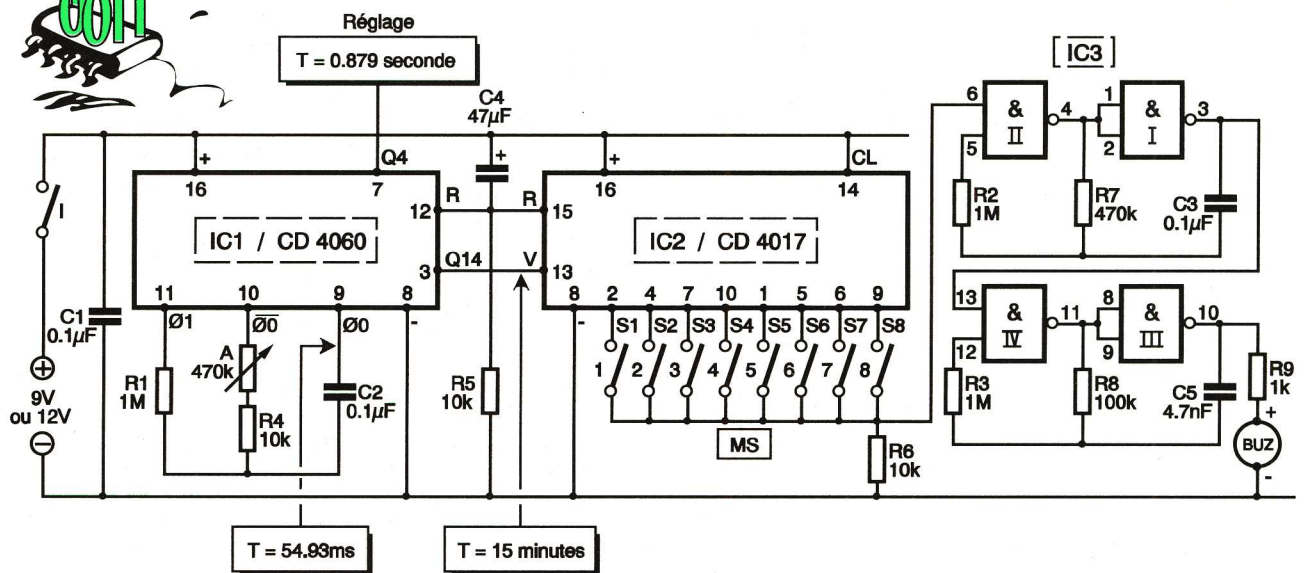 Réglage
T = 0.879 seconde
C4
47µF
+
16
Q4
7
R
12
Q14
3
IC1 / CD 4060
11
10
9
8
Ø1
Ø0
Ø0
-
I
C1
0.1µF
+
9V
ou 12V
-
R1
1M
A
470k
R4
10k
C2
0.1µF
R5
10k
T = 54.93ms
T = 15 minutes
+
16
CL
14
R
15
V
13
IC2 / CD 4017
8
2
4
7
10
1
5
6
9
-
S1
S2
S3
S4
S5
S6
S7
S8
1
2
3
4
5
6
7
8
MS
R6
10k
[ IC3 ]
6
&
II
4
5
1
&
I
3
2
R2
1M
R7
470k
C3
0.1µF
13
&
IV
11
12
8
&
III
10
9
R3
1M
R8
100k
C5
4.7nF
R9
1k
+
BUZ
-